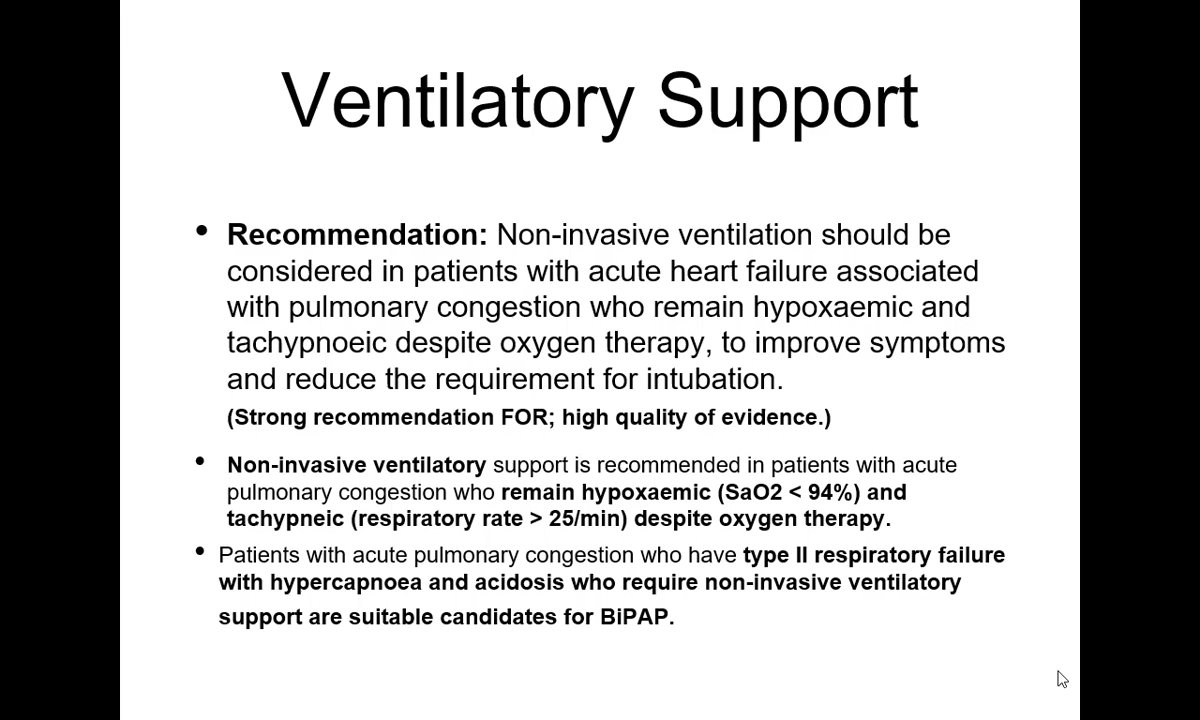 Ventilatory Support
• Recommendation: Non-invasive ventilation should be
considered in patients with acute heart failure associated
with pulmonary congestion who remain hypoxaemic and
tachypnoeic despite oxygen therapy, to improve symptoms
and reduce the requirement for intubation.
(Strong recommendation FOR; high quality of evidence.)
• Non-invasive ventilatory support is recommended in patients with acute
pulmonary congestion who remain hypoxaemic (SaO2 < 94%) and
tachypneic (respiratory rate > 25/min) despite oxygen therapy.
• Patients with acute pulmonary congestion who have type II respiratory failure
with hypercapnoea and acidosis who require non-invasive ventilatory
support are suitable candidates for BiPAP.